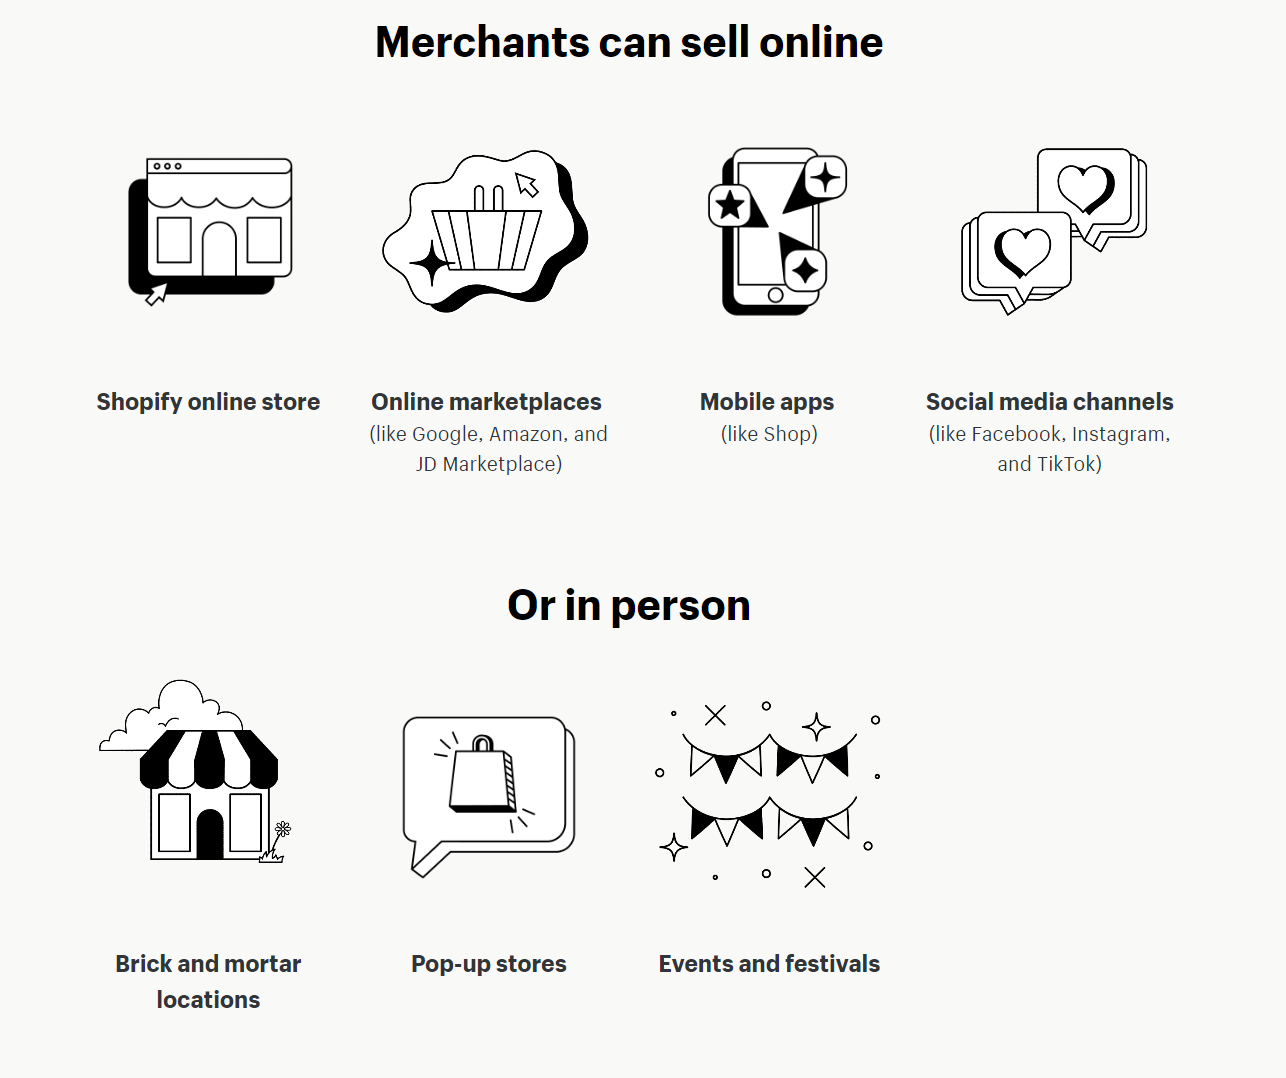 Merchants can sell online
Shopify online store
Online marketplaces
(like Google, Amazon, and
JD Marketplace)
Mobile apps
(like Shop)
Social media channels
(like Facebook, Instagram,
and TikTok)
Or in person
Brick and mortar
locations
Pop-up stores
Events and festivals